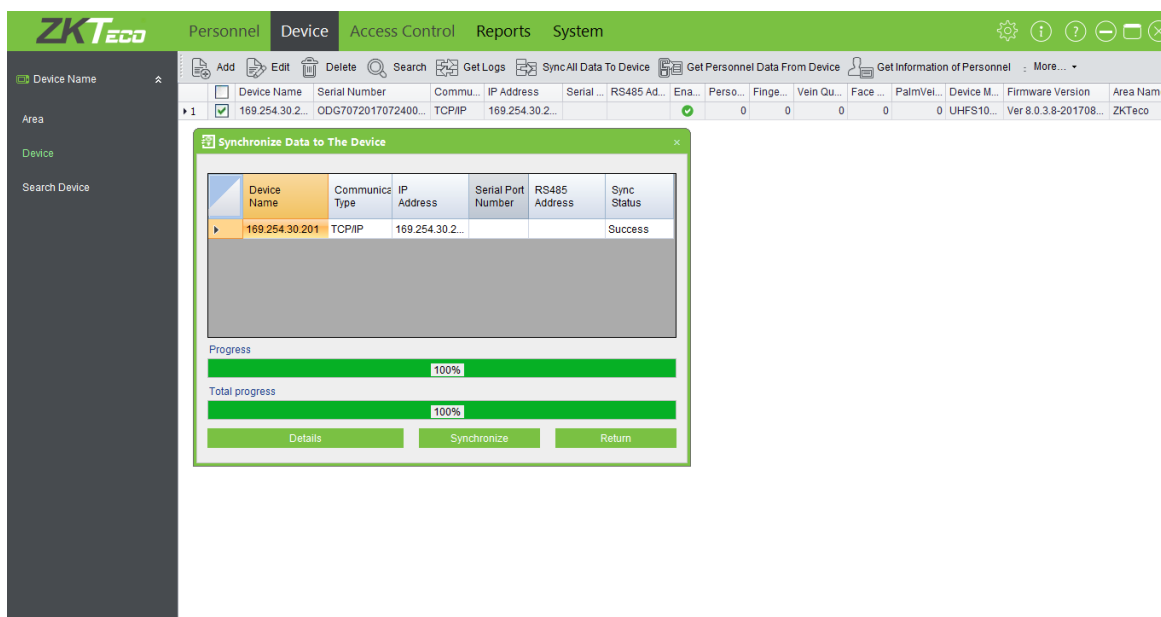 ZKTeco Personnel Device Access Control Reports System
Device Name
Area
Device
Search Device
Add Edit Delete Search Get Logs Sync All Data To Device Get Personnel Data From Device Get Information of Personnel More...
Device Name Serial Number Commu... IP Address Serial ... RS485 Ad... Ena... Perso... Finge... Vein Qu... Face ... PalmVei... Device M... Firmware Version Area Nam
1 169.254.30.2... ODG7072017072400... TCP/IP 169.254.30.2... 0 0 0 0 0 UHFS10... Ver 8.0.3.8-201708... ZKTeco
Synchronize Data to The Device
Device Name Communica Type IP Address Serial Port Number RS485 Address Sync Status
169.254.30.201 TCP/IP 169.254.30.2... Success
Progress
100%
Total progress
100%
Details Synchronize Return